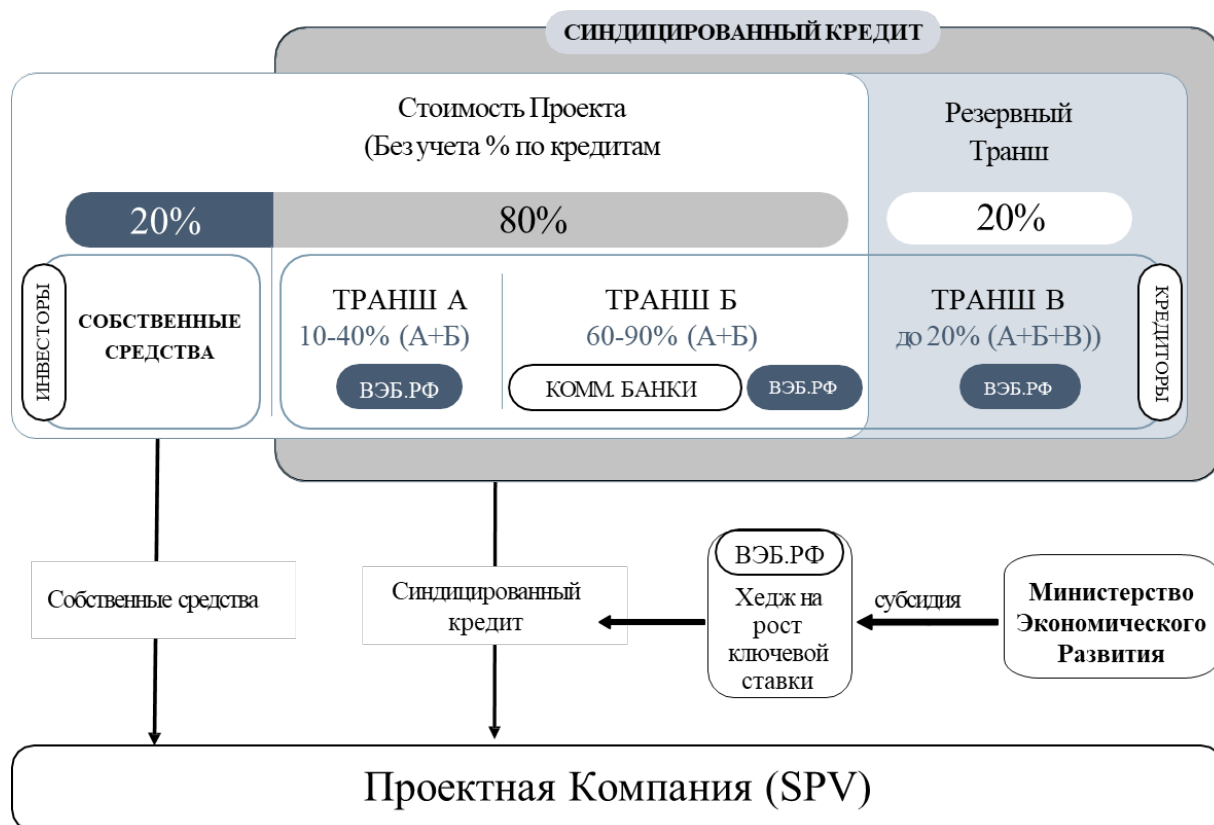 СИНДИЦИРОВАННЫЙ КРЕДИТ
Стоимость Проекта
(Без учета % по кредитам
Резервный
Транш
20%
80%
20%
ИНВЕСТОРЫ
СОБСТВЕННЫЕ
СРЕДСТВА
ТРАНШ А
10-40% (А+Б)
ВЭБ.РФ
ТРАНШ Б
60-90% (А+Б)
КОММ. БАНКИ
ВЭБ.РФ
ТРАНШ В
до 20% (А+Б+В))
ВЭБ.РФ
КРЕДИТОРЫ
Собственные средства
Синдицированный
кредит
ВЭБ.РФ
Хедж на
рост
ключевой
ставки
субсидия
Министерство
Экономического
Развития
Проектная Компания (SPV)